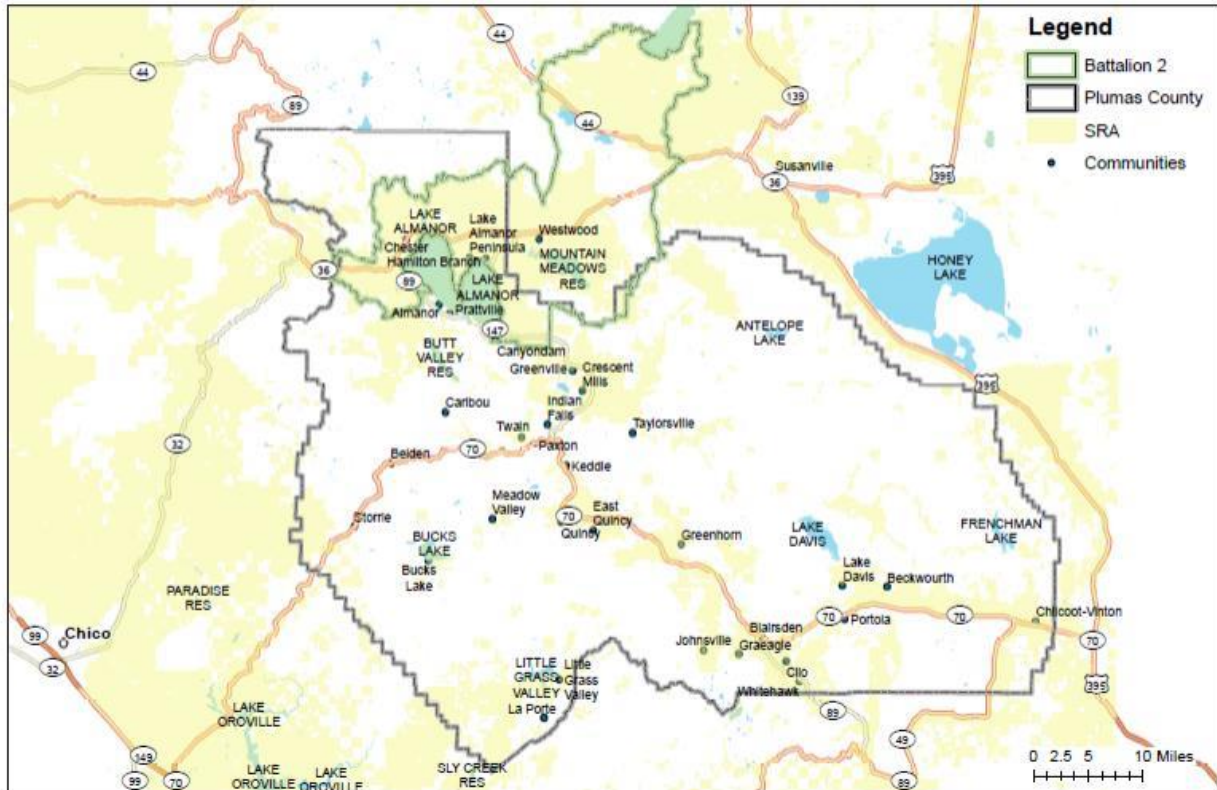 Legend
Battalion 2
Plumas County
SRA
Communities
44
44
89
139
44
395
Susanville
36
LAKE
ALMANOR
Lake
Almanor
Peninsula
Westwood
Chester
Hamilton Branch
MOUNTAIN
MEADOWS
RES
HONEY
LAKE
36
89
LAKE
ALMANOR
Prattville
Almanor
147
ANTELOPE
LAKE
BUTT
VALLEY
RES
Canyondam
Greenville
Crescent
Mills
395
Caribou
Indian
Falls
Taylorsville
Twain
32
70
Paxton
Belden
Keddie
Meadow
Valley
East
Quincy
70
Quincy
Storrie
Greenhorn
LAKE
DAVIS
FRENCHMAN
LAKE
BUCKS
LAKE
Bucks
Lake
Lake
Davis
Beckwourth
PARADISE
RES
70
Portola
70
Chilcoot-Vinton
99
Chico
Blairsden
70
32
Johnsville
Graeagle
LITTLE
GRASS
VALLEY
Little
Grass
Valley
Clio
Whitehawk
395
La Porte
LAKE
OROVILLE
89
49
149
99
70
LAKE
OROVILLE
LAKE
OROVILLE
SLY CREEK
RES
89
0 2.5 5 10 Miles